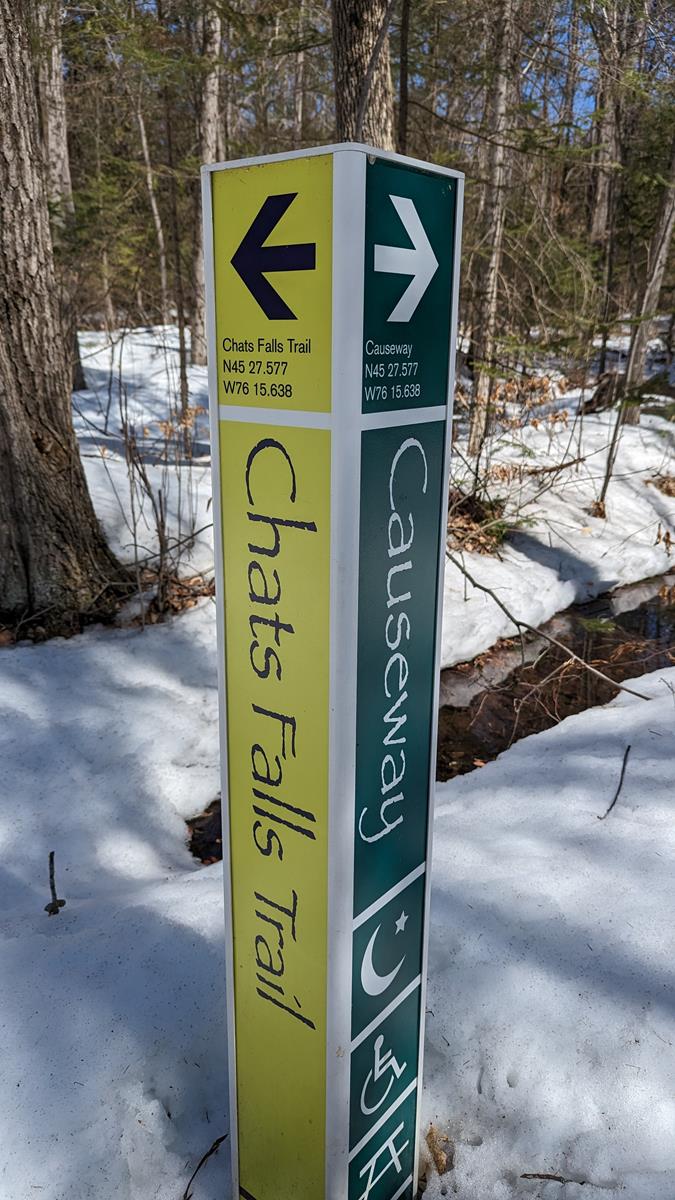 Chats Falls Trail
N45 27.577
W76 15.638
Chats Falls Trail
Causeway
N45 27.577
W76 15.638
Causeway